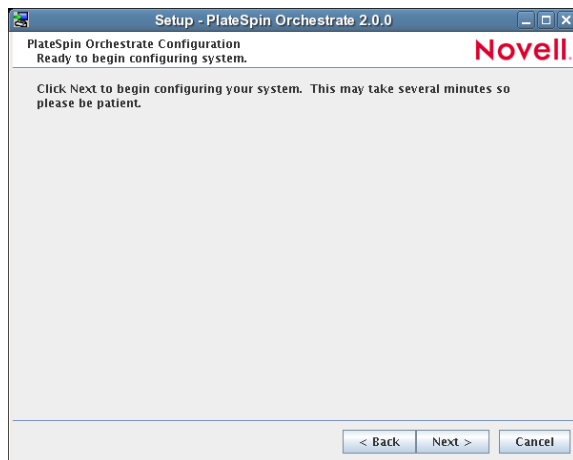 Setup - PlateSpin Orchestrate 2.0.0
PlateSpin Orchestrate Configuration
Ready to begin configuring system.
Novell.
Click Next to begin configuring your system. This may take several minutes so
please be patient.
< Back
Next >
Cancel